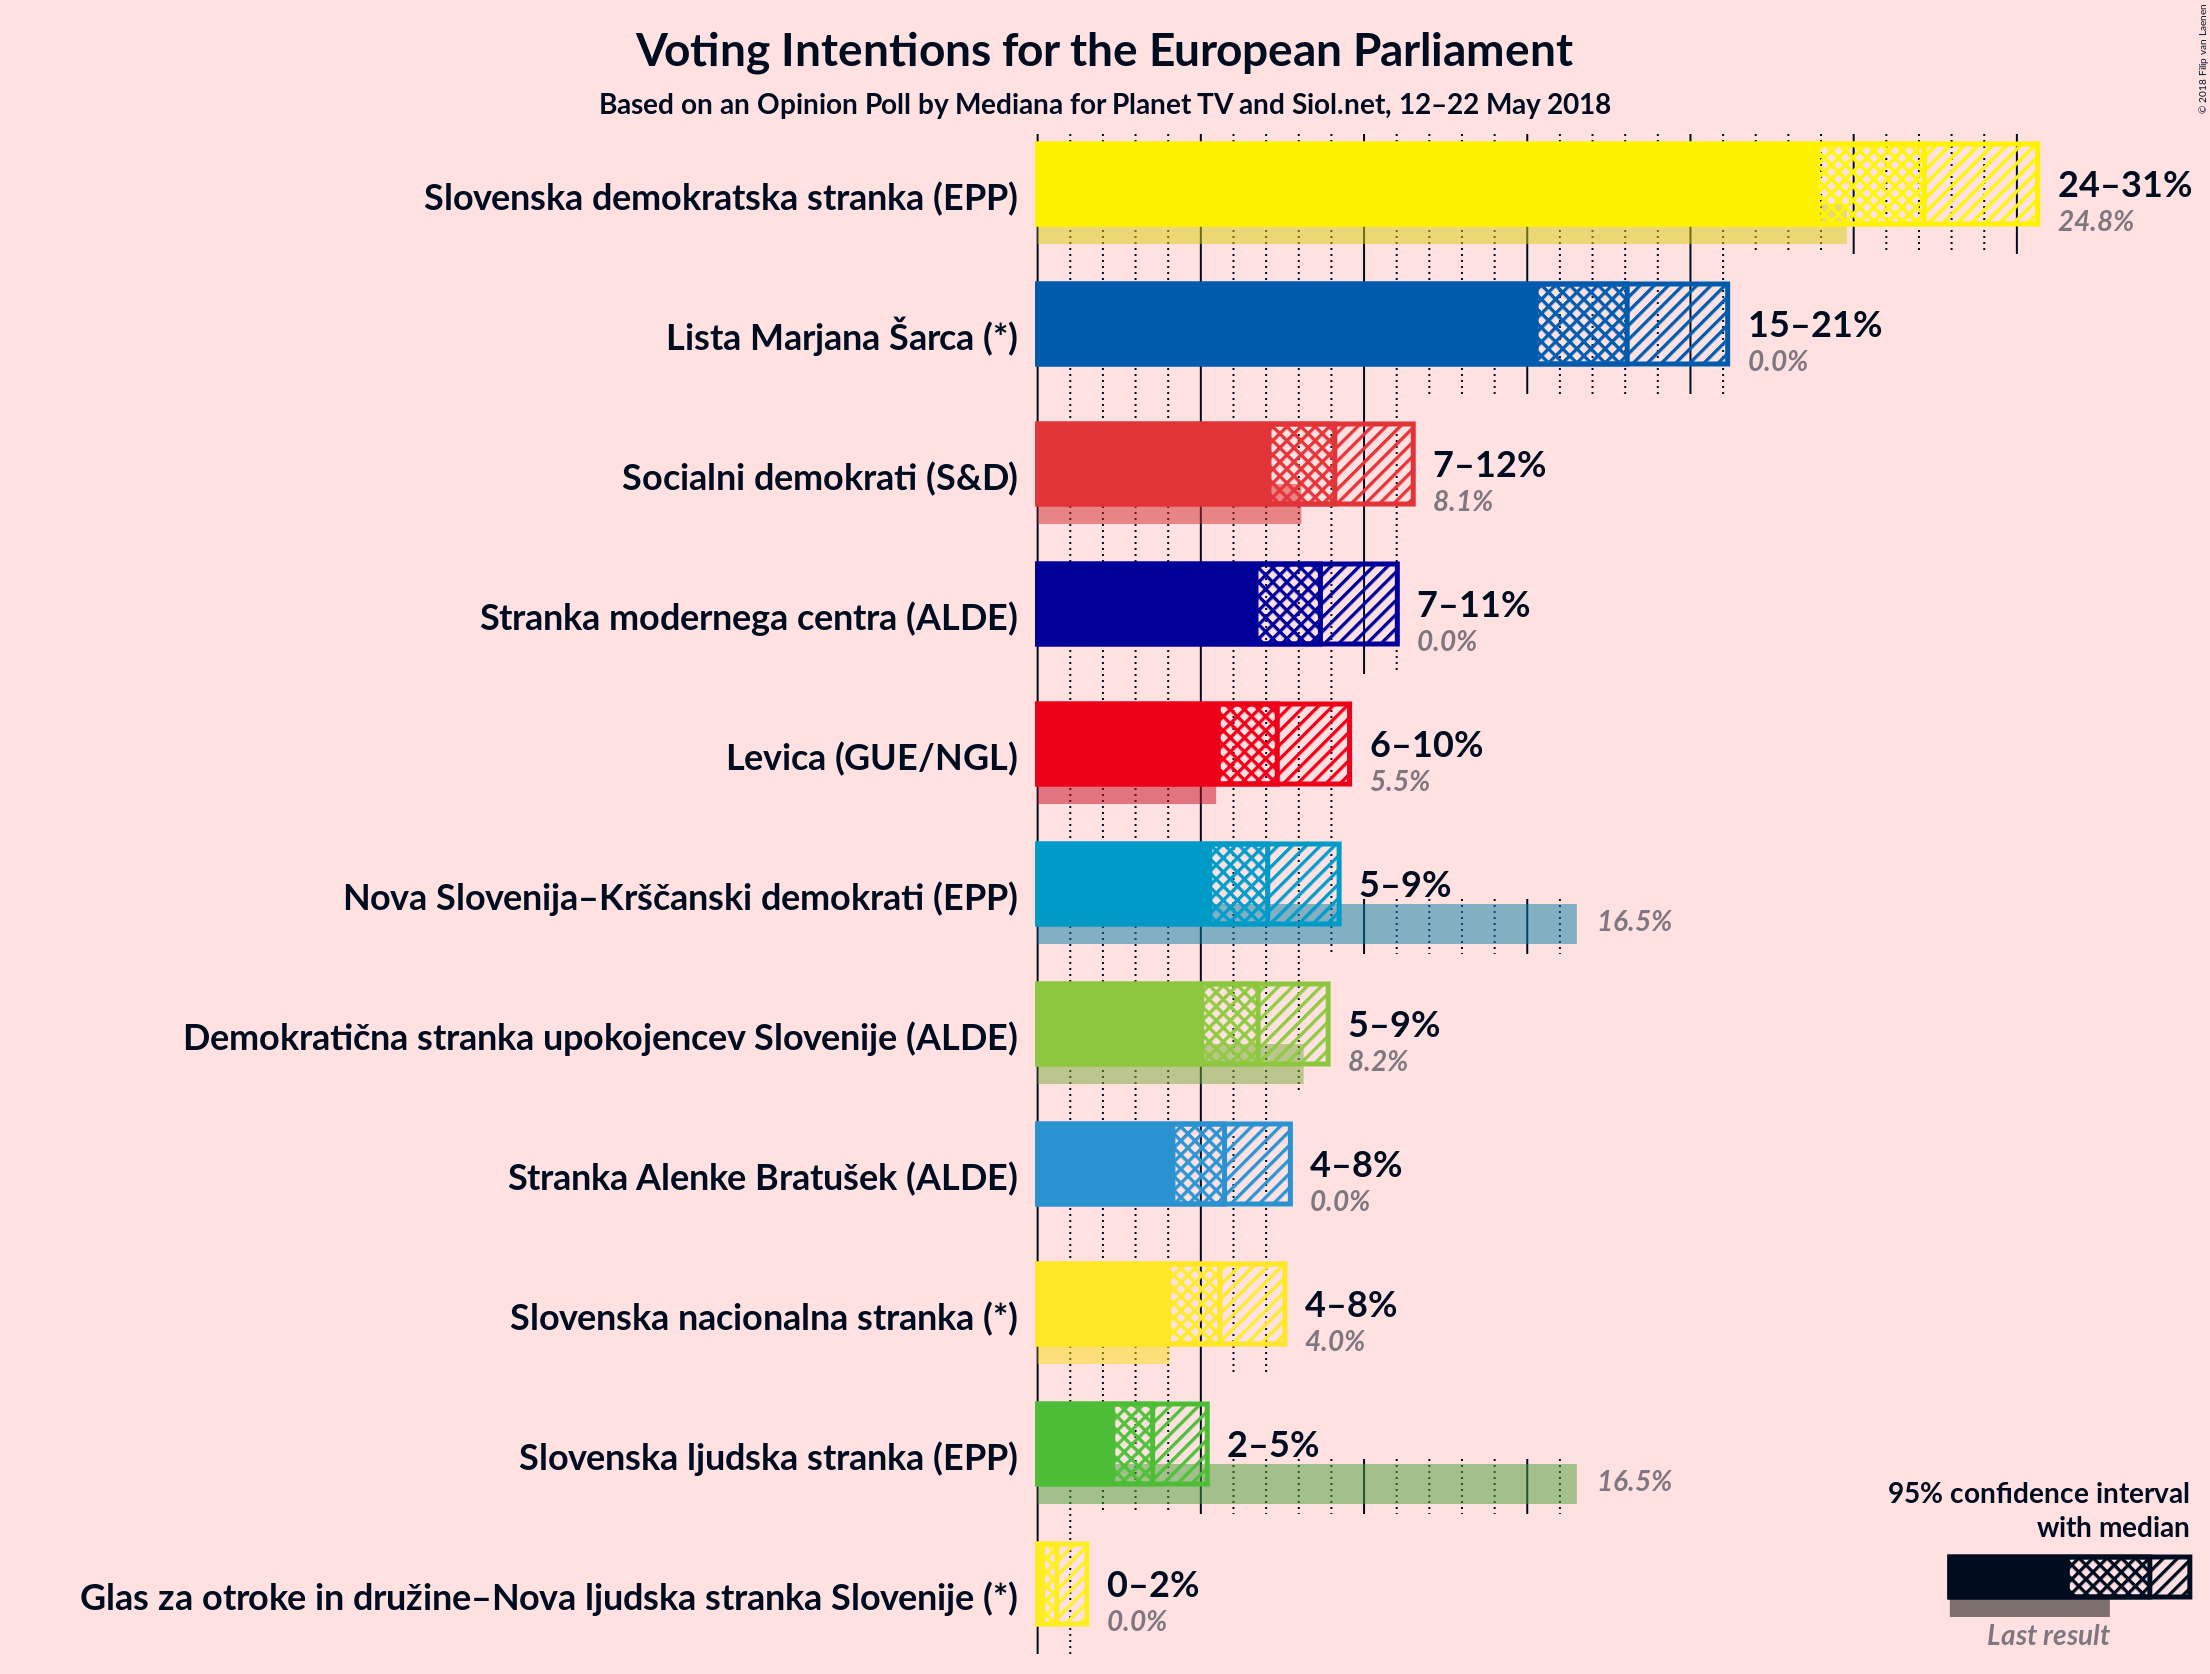 Voting Intentions for the European Parliament
Based on an Opinion Poll by Mediana for Planet TV and Siol.net, 12–22 May 2018
© 2018 Filip van Laenen
Slovenska demokratska stranka (EPP)
24–31%
24.8%
Lista Marjana Šarca (*)
15–21%
0.0%
Socialni demokrati (S&D)
7–12%
8.1%
Stranka modernega centra (ALDE)
7–11%
0.0%
Levica (GUE/NGL)
6–10%
5.5%
Nova Slovenija–Krščanski demokrati (EPP)
5–9%
16.5%
Demokratična stranka upokojencev Slovenije (ALDE)
5–9%
8.2%
Stranka Alenke Bratušek (ALDE)
4–8%
0.0%
Slovenska nacionalna stranka (*)
4–8%
4.0%
Slovenska ljudska stranka (EPP)
2–5%
16.5%
Glas za otroke in družine–Nova ljudska stranka Slovenije (*)
0–2%
0.0%
95% confidence interval
with median
Last result